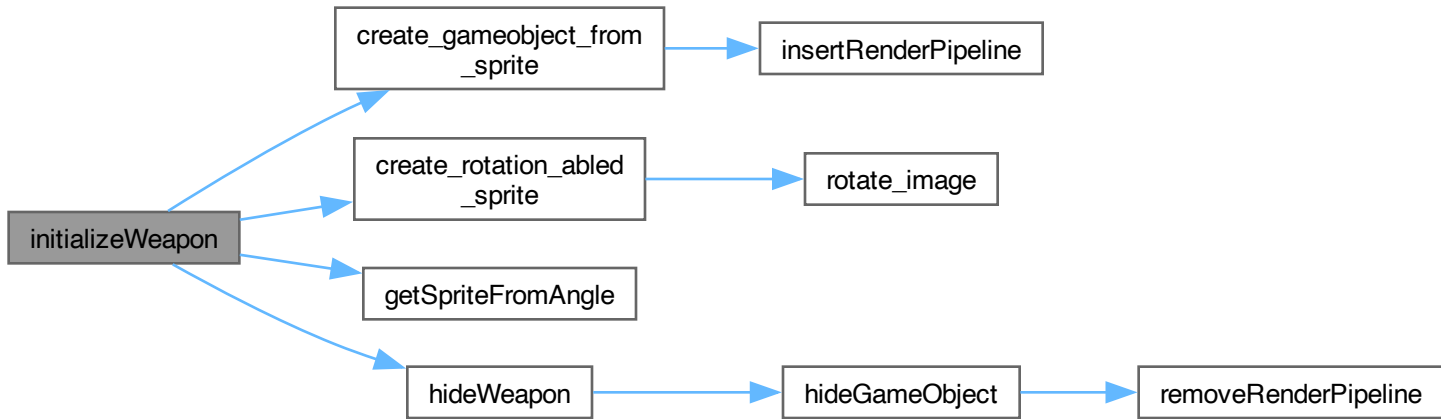 create_gameobject_from
_sprite
insertRenderPipeline
create_rotation_abled
_sprite
rotate_image
initializeWeapon
getSpriteFromAngle
hideWeapon
hideGameObject
removeRenderPipeline